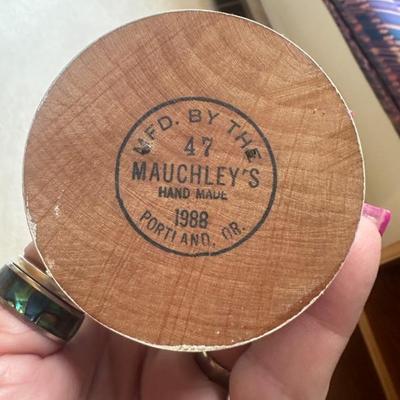 MFD. BY THE
47
MAUCHLEY'S
HAND MADE
1988
PORTLAND, OR.